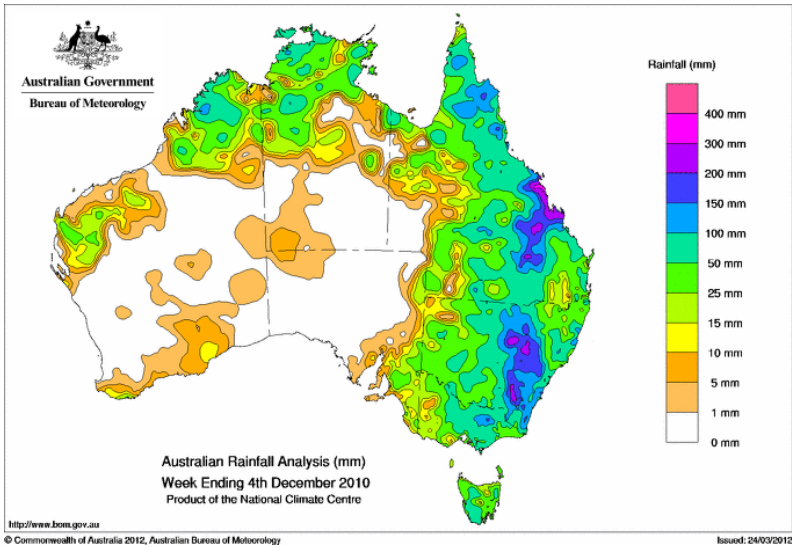 Australian Government
Bureau of Meteorology
Rainfall (mm)
400 mm
300 mm
200 mm
150 mm
100 mm
50 mm
25 mm
15 mm
10 mm
5 mm
1 mm
0 mm
Australian Rainfall Analysis (mm)
Week Ending 4th December 2010
Product of the National Climate Centre
http://www.bom.gov.au
© Commonwealth of Australia 2012, Australian Bureau of Meteorology
Issued: 24/03/2012